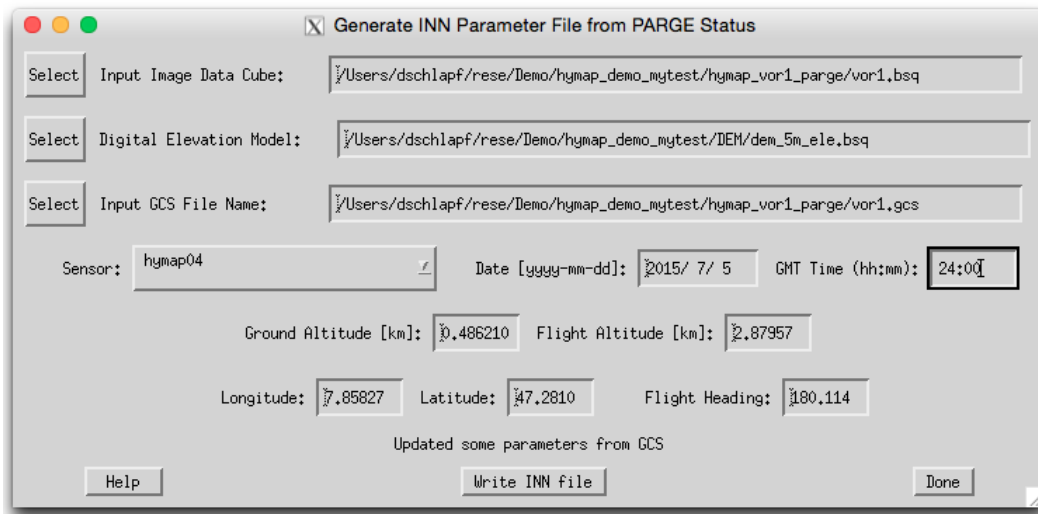 Generate INN Parameter File from PARGE Status
Select Input Image Data Cube: /Users/dschlapf/rese/Demo/hymap_demo_mytest/hymap_vor1_parge/vor1.bsq
Select Digital Elevation Model: /Users/dschlapf/rese/Demo/hymap_demo_mytest/DEM/dem_5m_ele.bsq
Select Input GCS File Name: /Users/dschlapf/rese/Demo/hymap_demo_mytest/hymap_vor1_parge/vor1.gcs
Sensor: hymap04 Date [yyyy-mm-dd]: 2015/ 7/ 5 GMT Time (hh:mm): 24:00
Ground Altitude [km]: 0.486210 Flight Altitude [km]: 2.87957
Longitude: 7.85827 Latitude: 47.2810 Flight Heading: 180.114
Updated some parameters from GCS
Help Write INN file Done